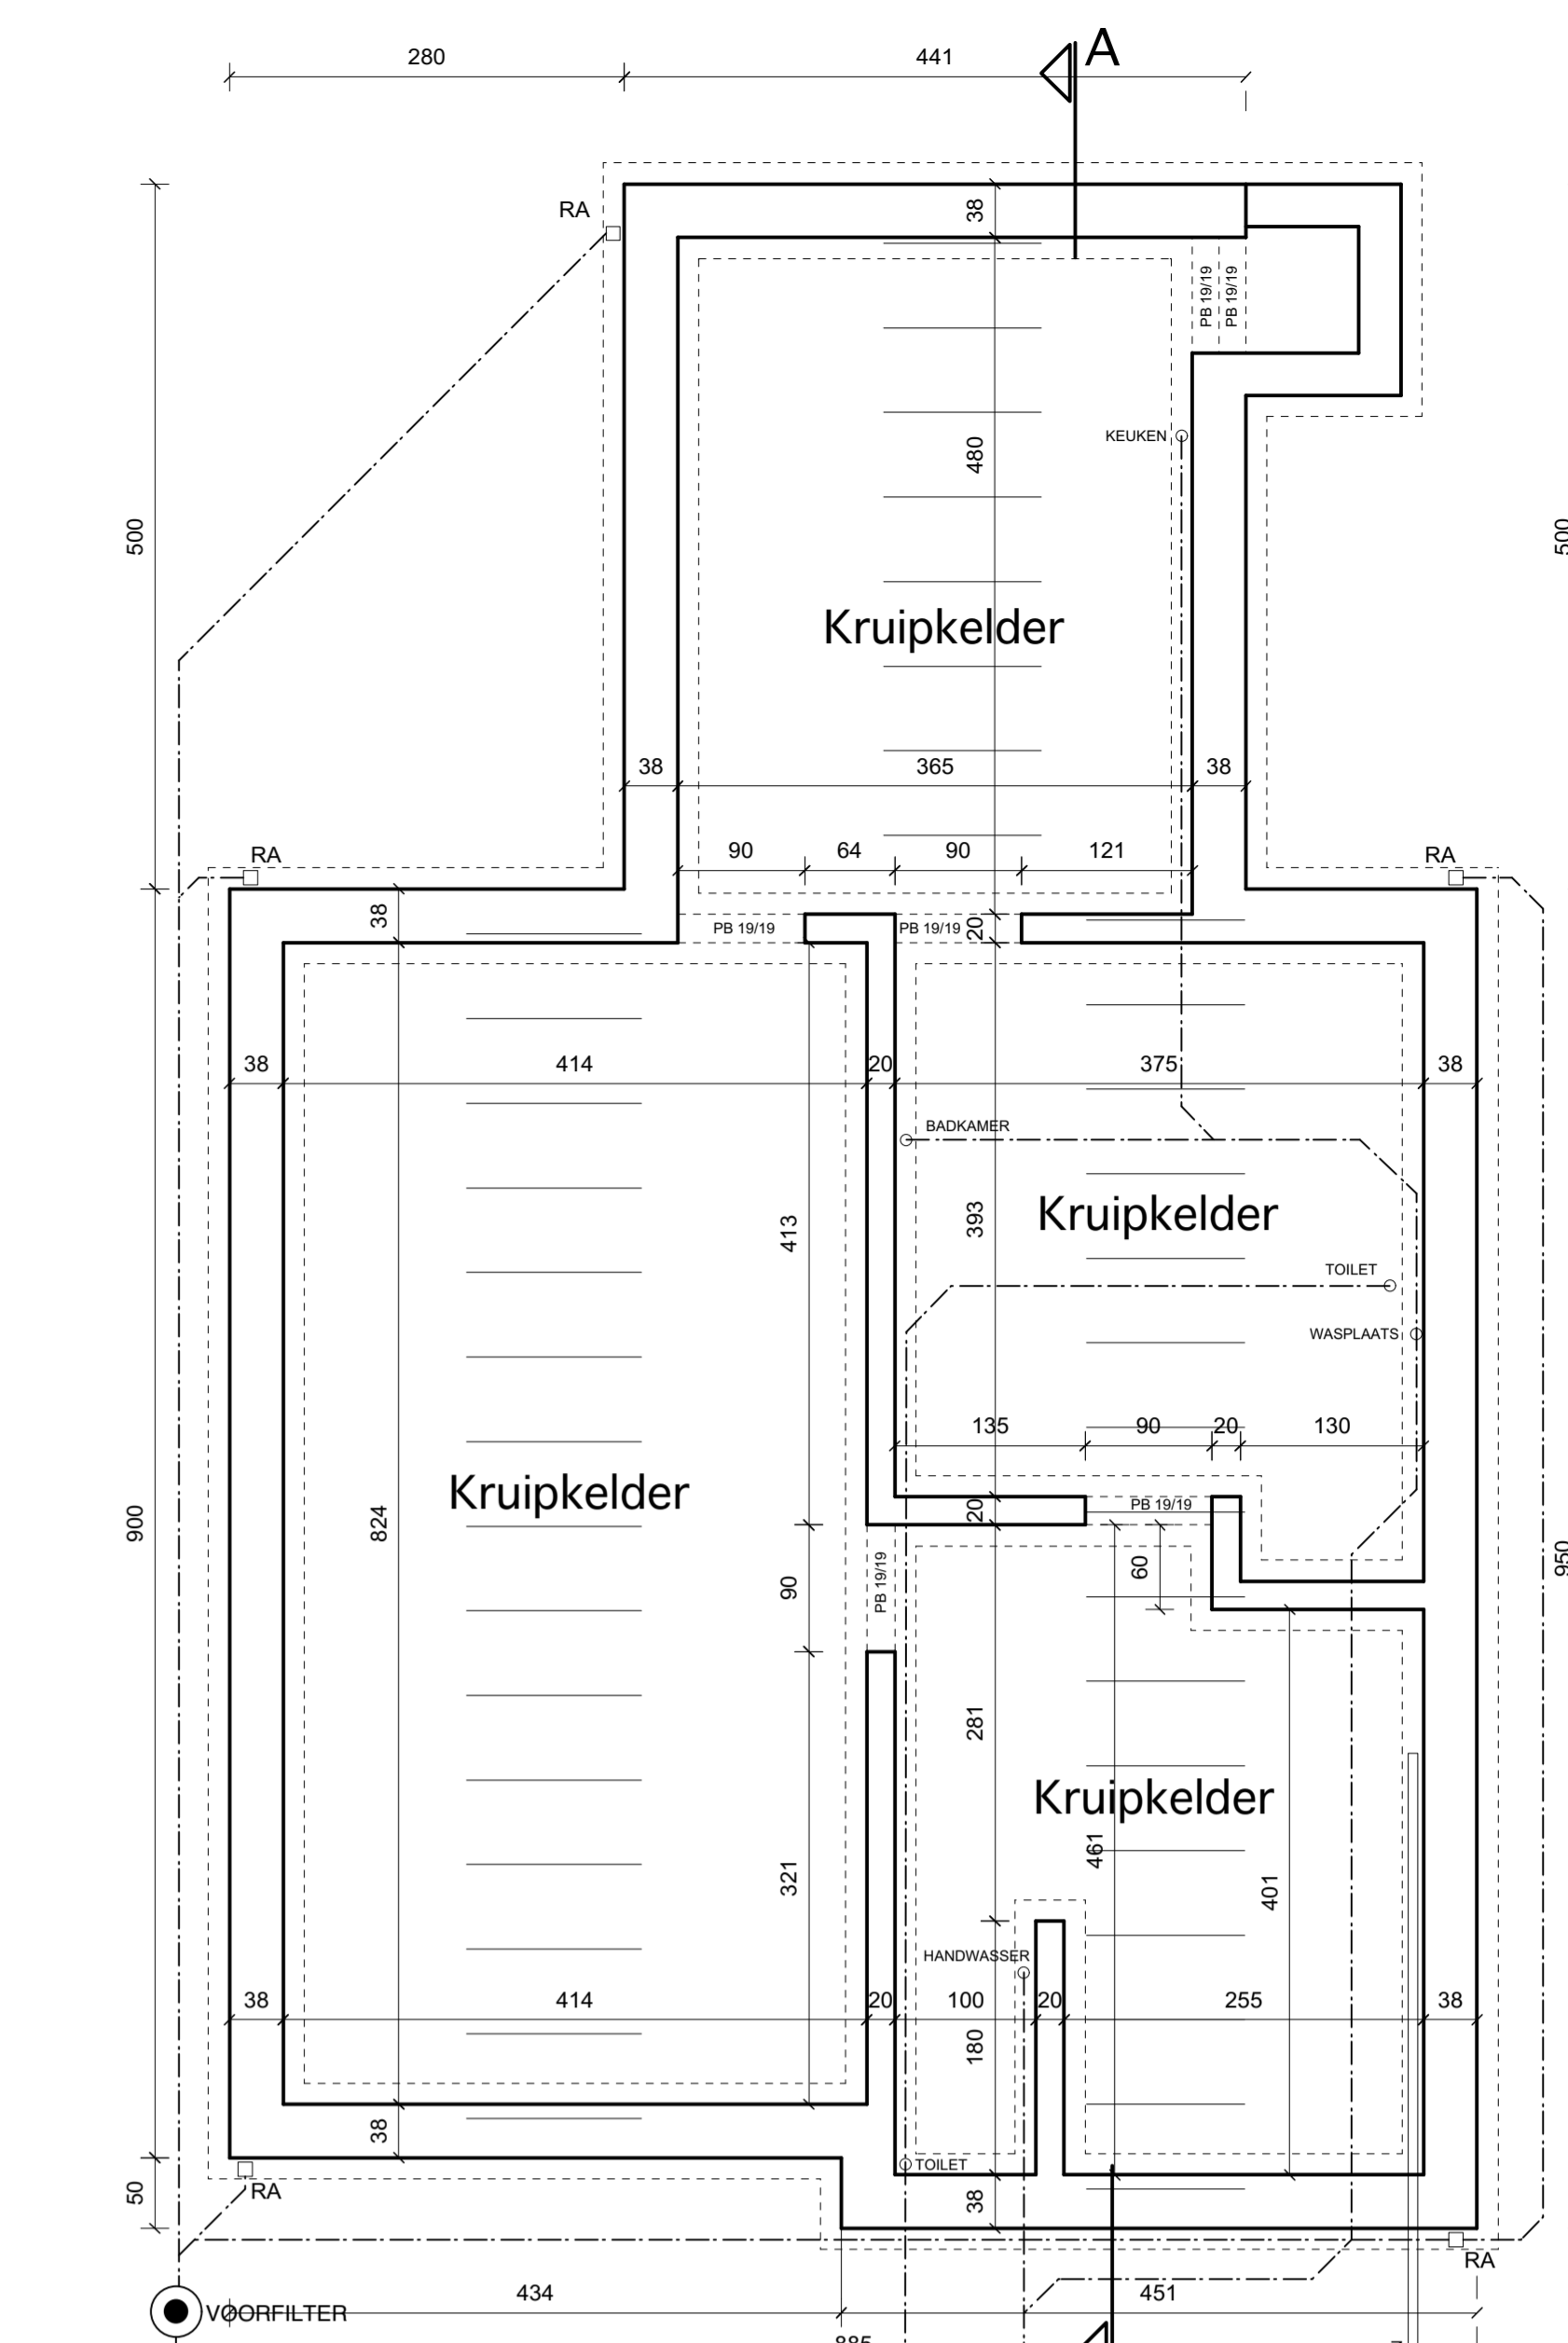 280
441
A
RA
38
PB 19/19
PB 19/19
KEUKEN
480
500
500
Kruipkelder
38
365
38
90
64
90
121
RA
RA
38
PB 19/19
PB 19/19
20
38
414
20
375
38
BADKAMER
413
393
Kruipkelder
TOILET
WASPLAATS
135
90
20
130
Kruipkelder
824
900
20
PB 19/19
950
60
90
PB 19/19
281
Kruipkelder
461
321
401
HANDWASSER
38
414
20
100
20
255
38
180
38
TOILET
RA
50
38
RA
434
451
VOORFILTER
885